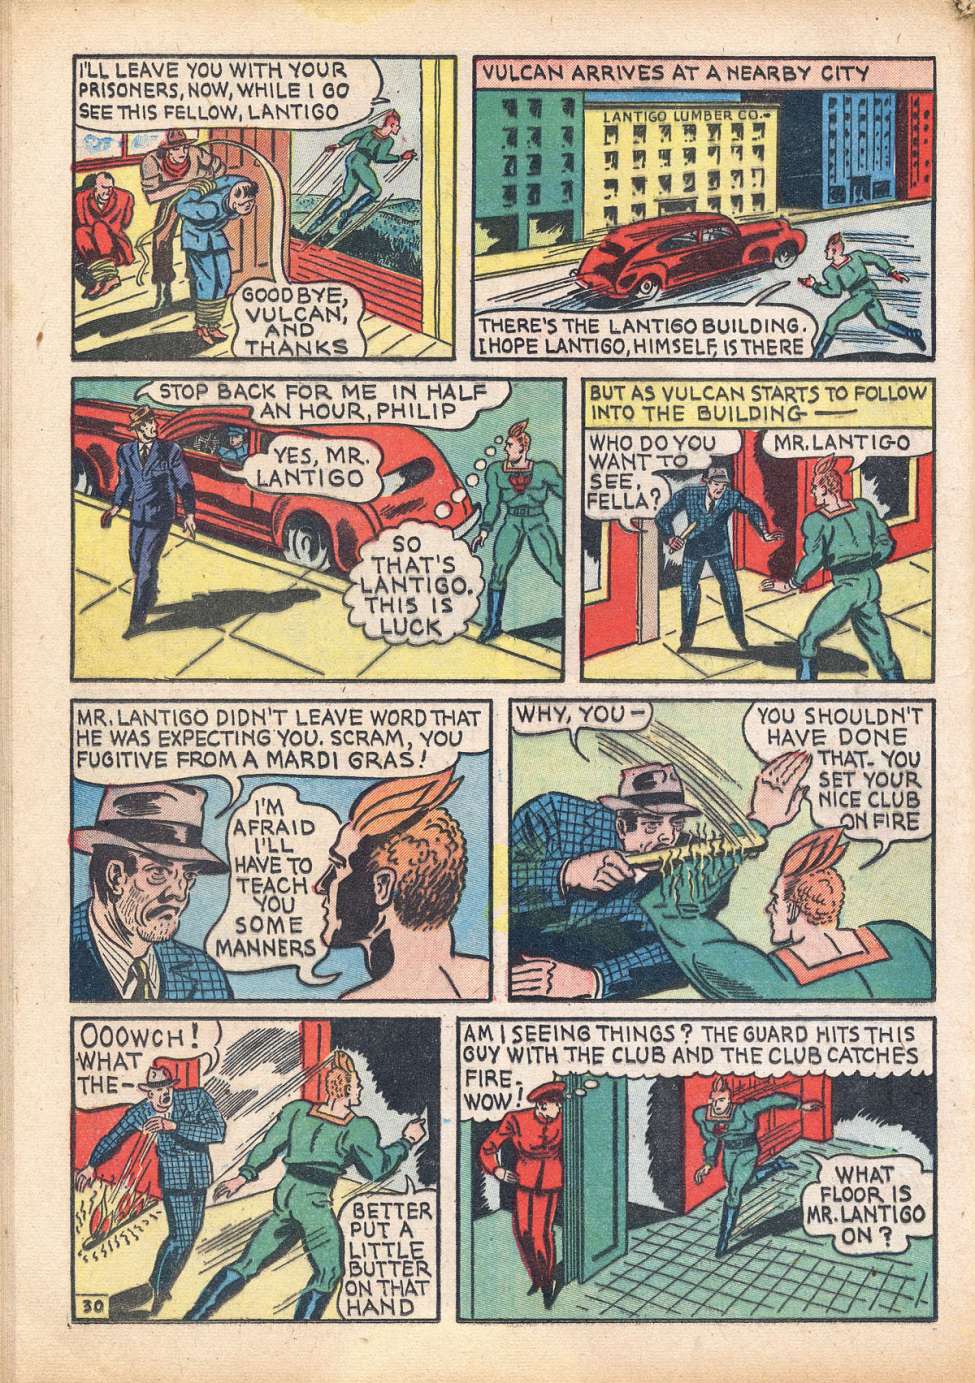 I'LL LEAVE YOU WITH YOUR
PRISONERS, NOW, WHILE I GO
SEE THIS FELLOW, LANTIGO
GOOD BYE,
VULCAN,
AND
THANKS
VULCAN ARRIVES AT A NEARBY CITY
LANTIGO LUMBER CO.-
THERE'S THE LANTIGO BUILDING.
I HOPE LANTIGO, HIMSELF, IS THERE
STOP BACK FOR ME IN HALF
AN HOUR, PHILIP
YES, MR.
LANTIGO
SO
THAT'S
LANTIGO.
THIS IS
LUCK
BUT AS VULCAN STARTS TO FOLLOW
INTO THE BUILDING—
WHO DO YOU
WANT TO
SEE,
FELLA?
MR. LANTIGO
MR. LANTIGO DIDN'T LEAVE WORD THAT
HE WAS EXPECTING YOU. SCRAM, YOU
FUGITIVE FROM A MARDI GRAS!
I'M
AFRAID
I'LL
HAVE TO
TEACH
YOU
SOME
MANNERS
WHY, YOU-
YOU SHOULDN'T
HAVE DONE
THAT- YOU
SET YOUR
NICE CLUB
ON FIRE
OOOWCH!
WHAT
THE-
BETTER
PUT A
LITTLE
BUTTER
ON THAT
HAND
30
AM I SEEING THINGS? THE GUARD HITS THIS
GUY WITH THE CLUB AND THE CLUB CATCHES
FIRE.
WOW!
WHAT
FLOOR IS
MR. LANTIGO
ON?